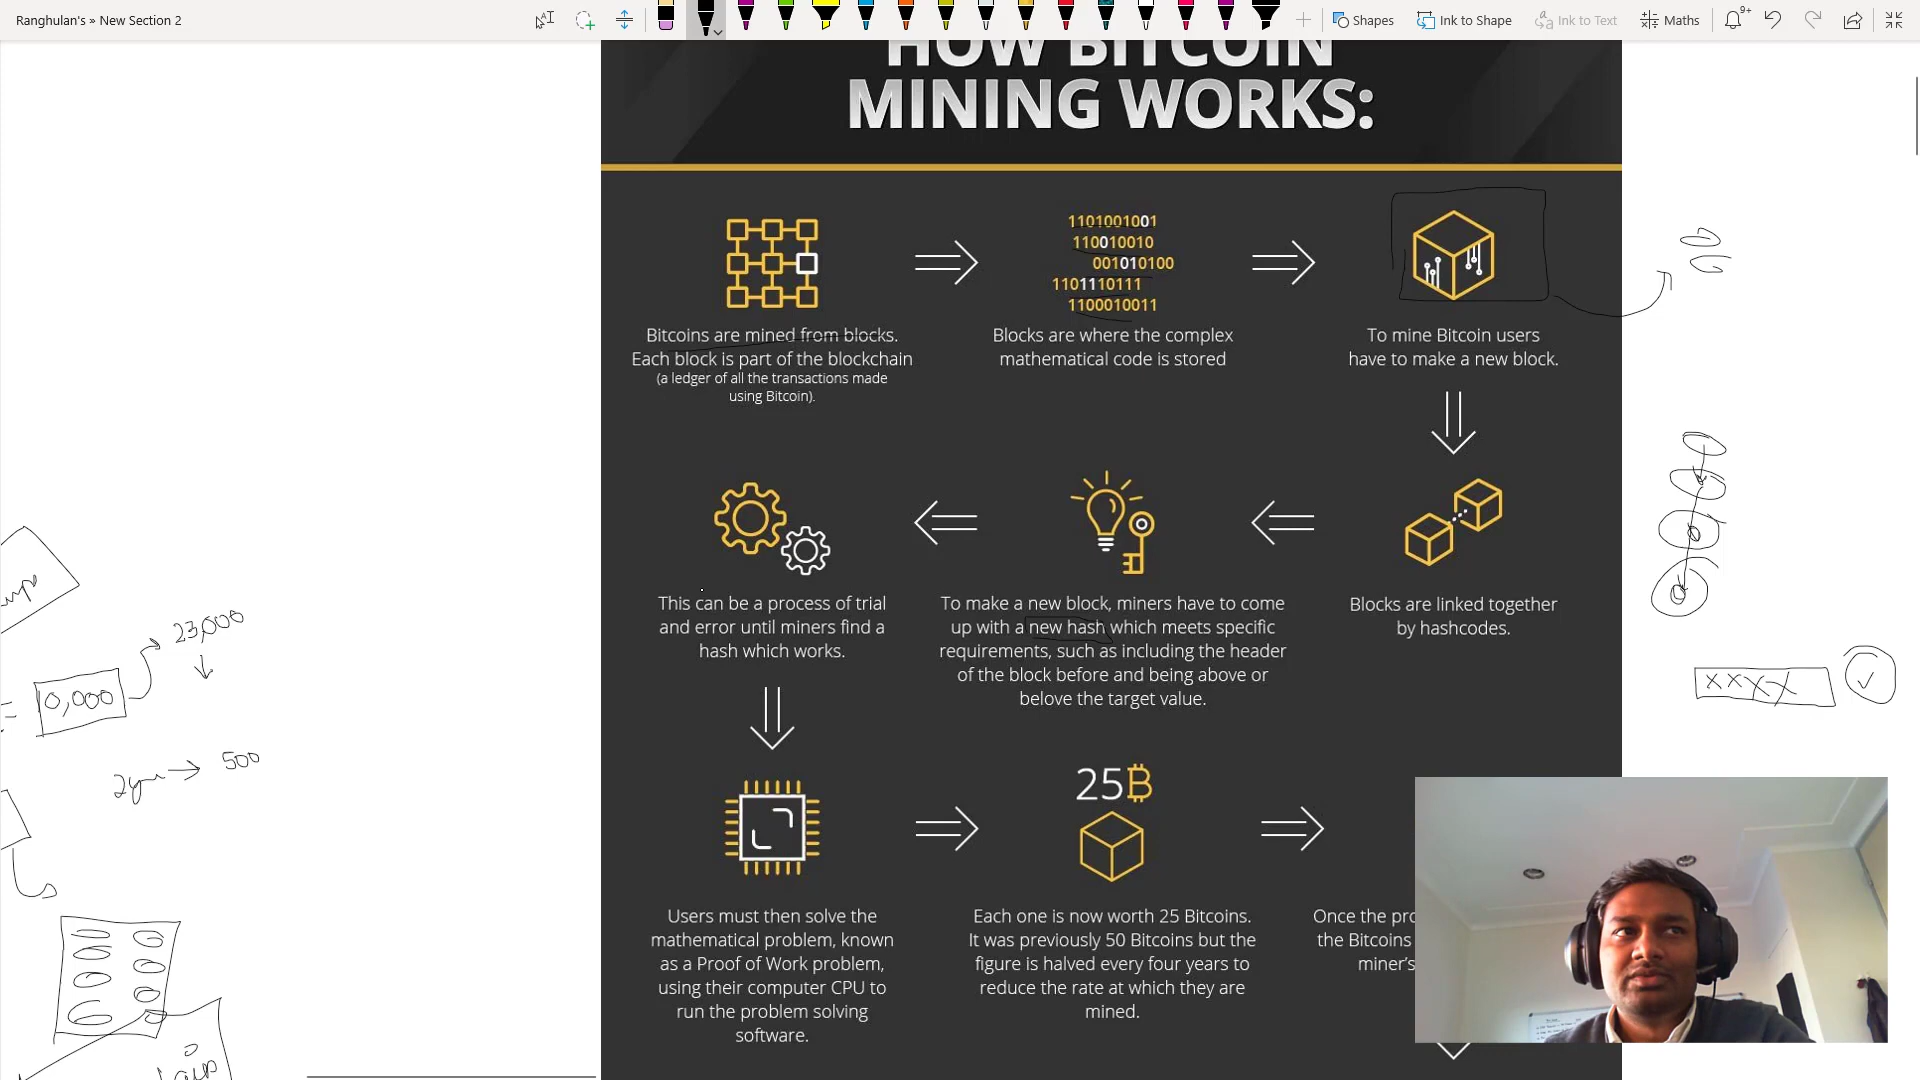 Ranghulan's » New Section 2
Shapes
Ink to Shape
Ink to Text
Maths
9+
HOW BITCOIN
MINING WORKS:
1101001001
110010010
001010100
1101110111
1100010011
Bitcoins are mined from blocks.
Each block is part of the blockchain
(a ledger of all the transactions made
using Bitcoin).
Blocks are where the complex
mathematical code is stored
To mine Bitcoin users
have to make a new block.
This can be a process of trial
and error until miners find a
hash which works.
To make a new block, miners have to come
up with a new hash which meets specific
requirements, such as including the header
of the block before and being above or
belove the target value.
Blocks are linked together
by hashcodes.
23,000
= 10,000
500
XXXX
25
Users must then solve the
mathematical problem, known
as a Proof of Work problem,
using their computer CPU to
run the problem solving
software.
Each one is now worth 25 Bitcoins.
It was previously 50 Bitcoins but the
figure is halved every four years to
reduce the rate at which they are
mined.
Once the pro
the Bitcoins
miner's